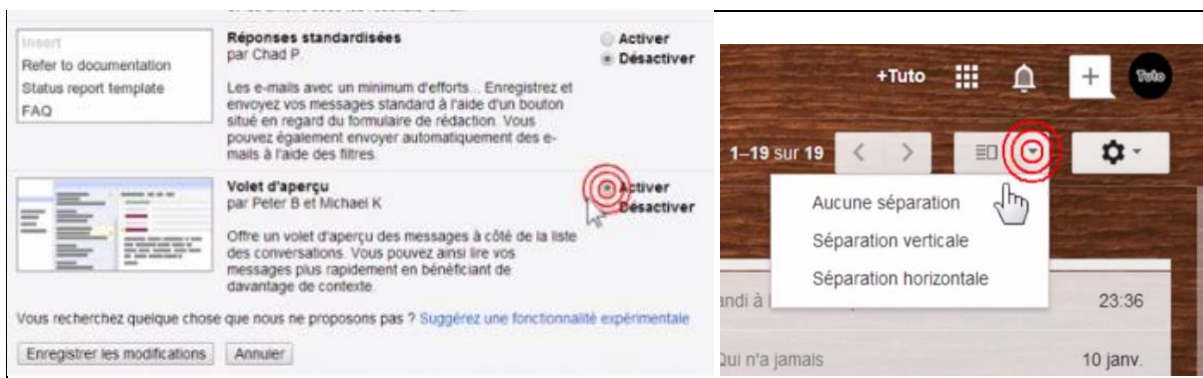 Insert
Refer to documentation
Status report template
FAQ
Réponses standardisées
par Chad P.
Les e-mails avec un minimum d'efforts... Enregistrez et
envoyez vos messages standard à l'aide d'un bouton
situé en regard du formulaire de rédaction. Vous
pouvez également envoyer automatiquement des e-
mails à l'aide des filtres.
Activer
Désactiver
Volet d'aperçu
par Peter B et Michael K
Offre un volet d'aperçu des messages à côté de la liste
des conversations. Vous pouvez ainsi lire vos
messages plus rapidement en bénéficiant de
davantage de contexte.
Activer
Désactiver
Vous recherchez quelque chose que nous ne proposons pas ? Suggérez une fonctionnalité expérimentale
Enregistrer les modifications
Annuler
+Tuto
Tuto
1–19 sur 19
Aucune séparation
Séparation verticale
Séparation horizontale
23:36
Qui n'a jamais
10 janv.